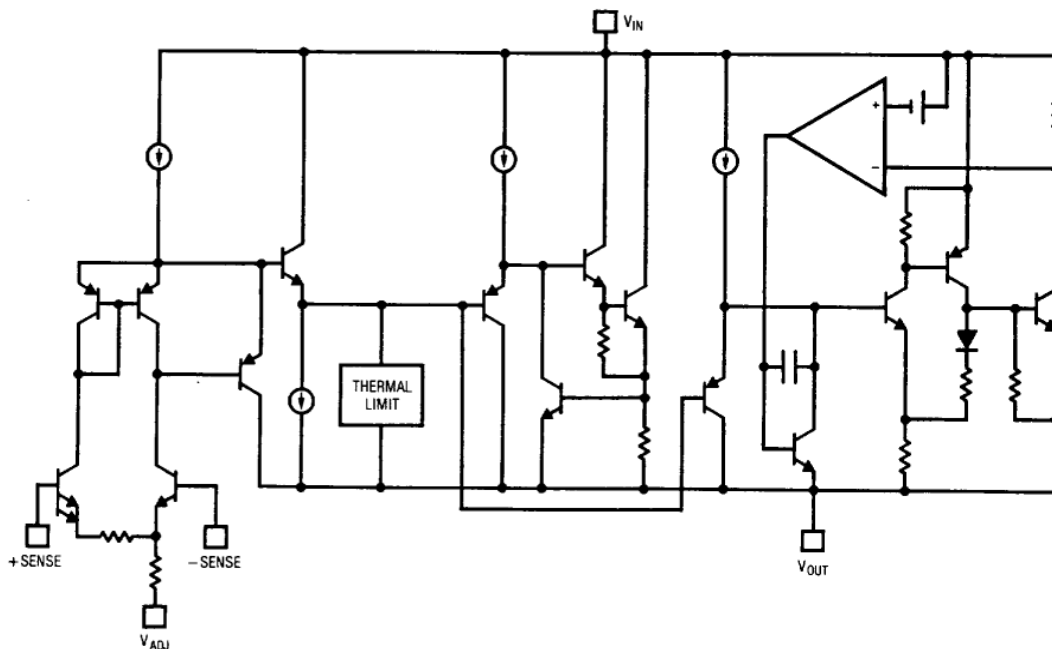 V_IN
+
−
THERMAL
LIMIT
+SENSE
−SENSE
V_ADJ
V_OUT